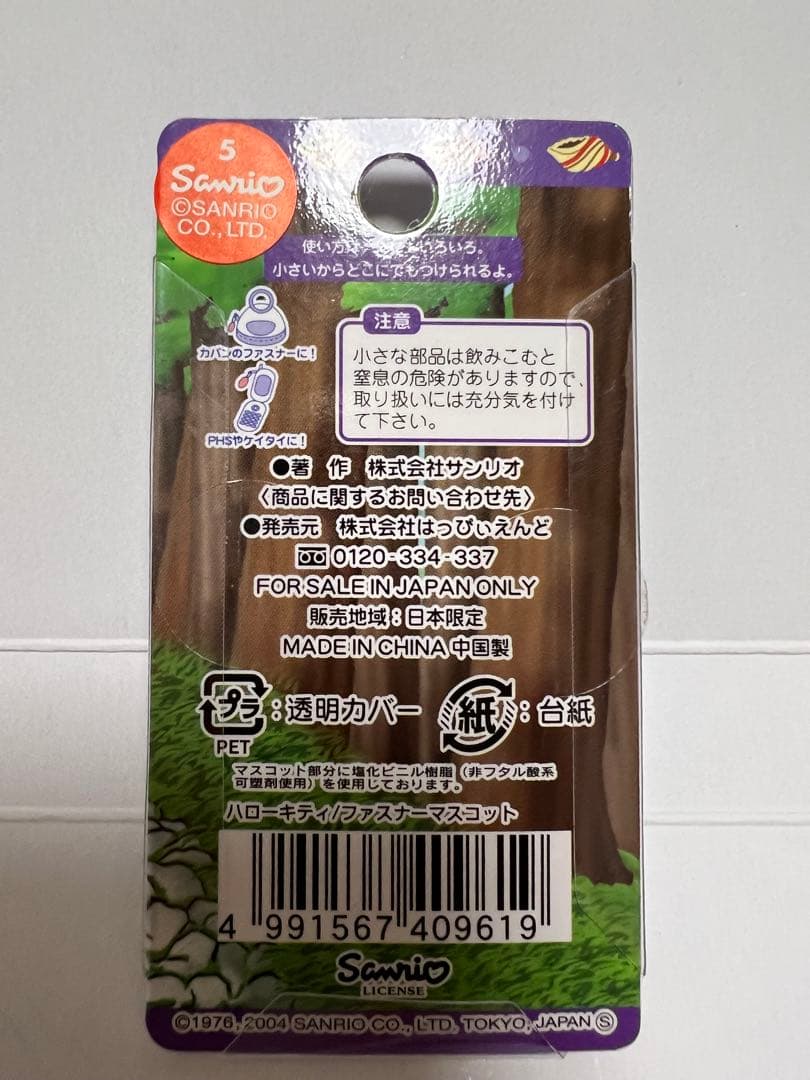 5
Sanrio
©SANRIO
CO., LTD.
使い方は いろいろ。
小さいからどこにでもつけられるよ。
カバンのファスナーに!
PHSやケイタイに!
注意
小さな部品は飲みこむと
窒息の危険がありますので、
取り扱いには充分気を付け
て下さい。
●著 作 株式会社サンリオ
〈商品に関するお問い合わせ先〉
●発売元 株式会社はっぴぃえんど
0120-334-337
FOR SALE IN JAPAN ONLY
販売地域:日本限定
MADE IN CHINA 中国製
プラ:透明カバー 紙:台紙
PET
マスコット部分に塩化ビニル樹脂(非フタル酸系
可塑剤使用)を使用しております。
ハローキティ/ファスナーマスコット
4 991567 409619
Sanrio
LICENSE
©1976, 2004 SANRIO CO., LTD. TOKYO, JAPAN Ⓢ